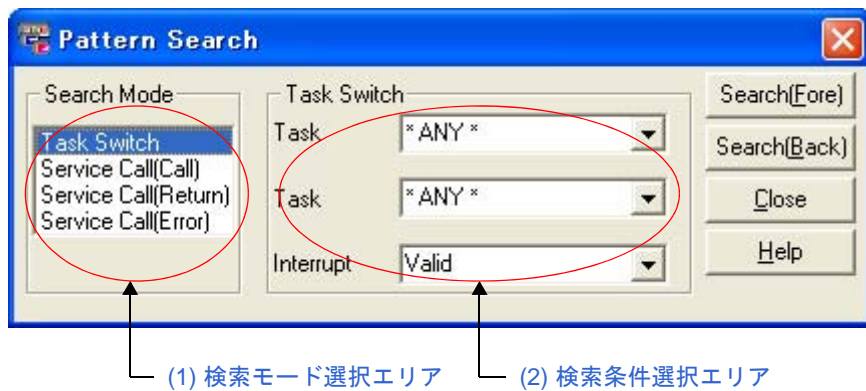 Pattern Search
Search Mode
Task Switch
Service Call(Call)
Service Call(Return)
Service Call(Error)
Task Switch
Task
* ANY *
Task
* ANY *
Interrupt
Valid
Search(Fore)
Search(Back)
Close
Help
(1) 検索モード選択エリア
(2) 検索条件選択エリア